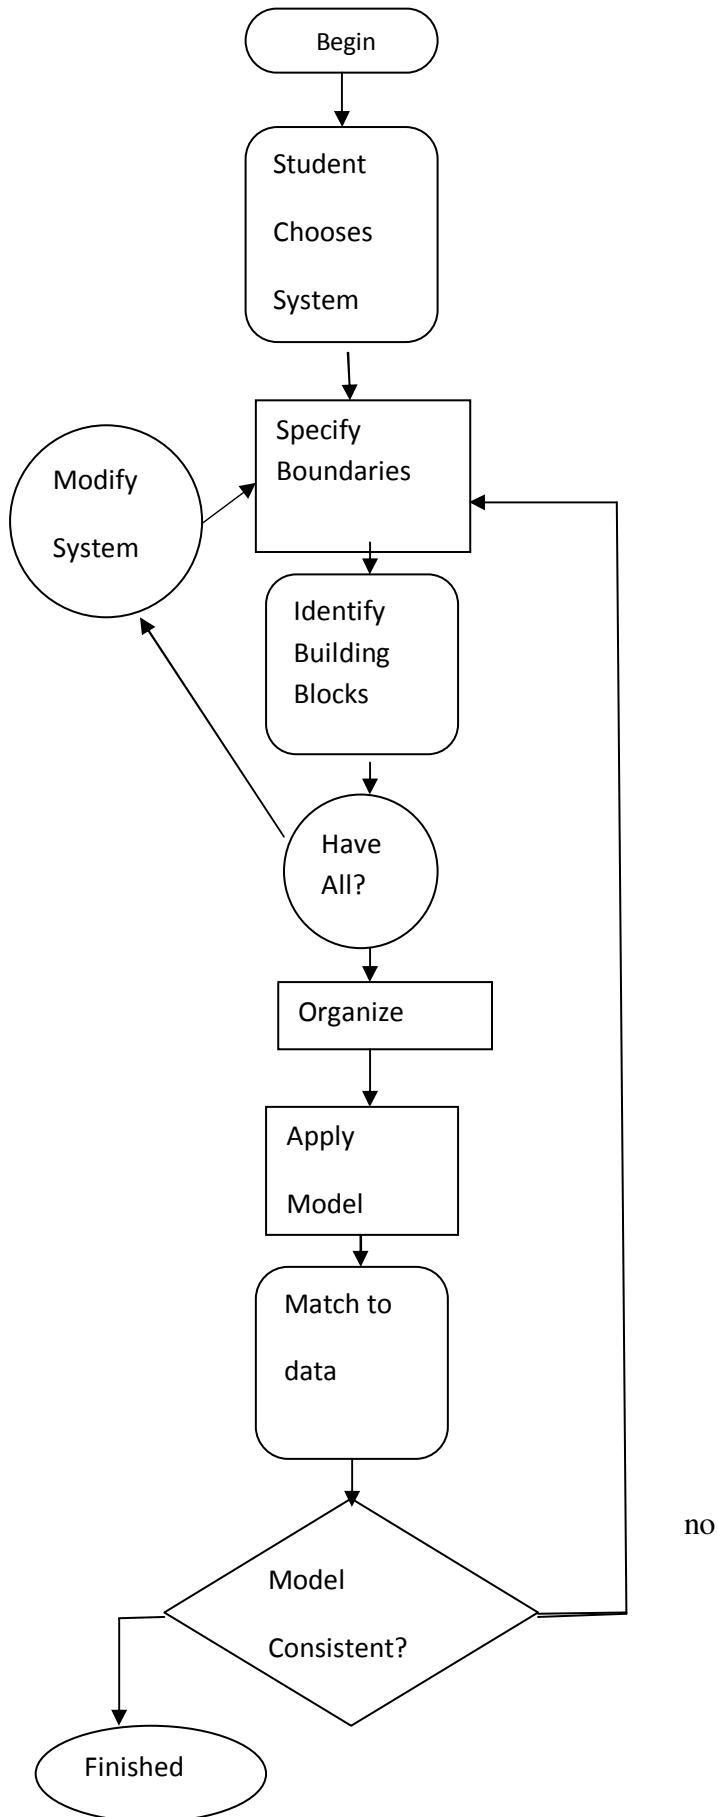 Begin
Student
Chooses
System
Specify
Boundaries
Modify
System
Identify
Building
Blocks
Have
All?
Organize
Apply
Model
Match to
data
no
Model
Consistent?
Finished